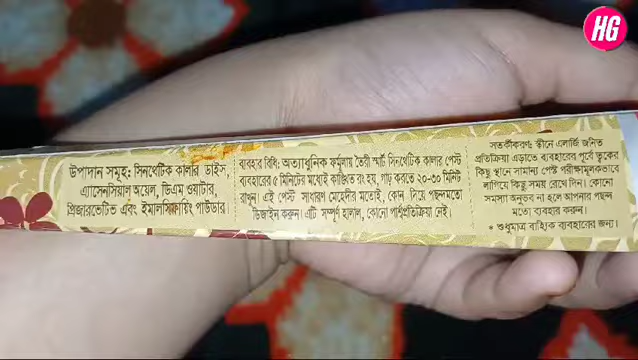 HG
উপাদান সমূহ: সিনথেটিক কালার ডাইস,
এ্যাসেনসিয়াল অয়েল, ডিএম ওয়াটার,
প্রিজারভেটিভ এবং ইমালসিফায়িং পাউডার
ব্যবহার বিধি: অত্যাধুনিক ফর্মুলায় তৈরী স্মার্ট সিনথেটিক কালার পেস্ট
ব্যবহারের ৫ মিনিটের মধ্যেই কাঙ্খিত রং হয়, গাঢ় করতে ২০-৩০ মিনিট
রাখুন। এই পেস্ট সাধারণ মেহেদির মতোই, কোন দিয়ে পছন্দমতো
ডিজাইন করুন। এটি সম্পূর্ণ হালাল, কোনো পার্শ্বপ্রতিক্রিয়া নেই।
সতর্কীকরণ: স্কীনে এলার্জি জনিত
প্রতিক্রিয়া এড়াতে ব্যবহারের পূর্বে ত্বকের
কিছু স্থানে সামান্য পেস্ট পরীক্ষামূলকভাবে
লাগিয়ে কিছু সময় রেখে দিন। কোনো
সমস্যা অনুভব না হলে আপনার পছন্দ
মতো ব্যবহার করুন।
* শুধুমাত্র বাহ্যিক ব্যবহারের জন্য।